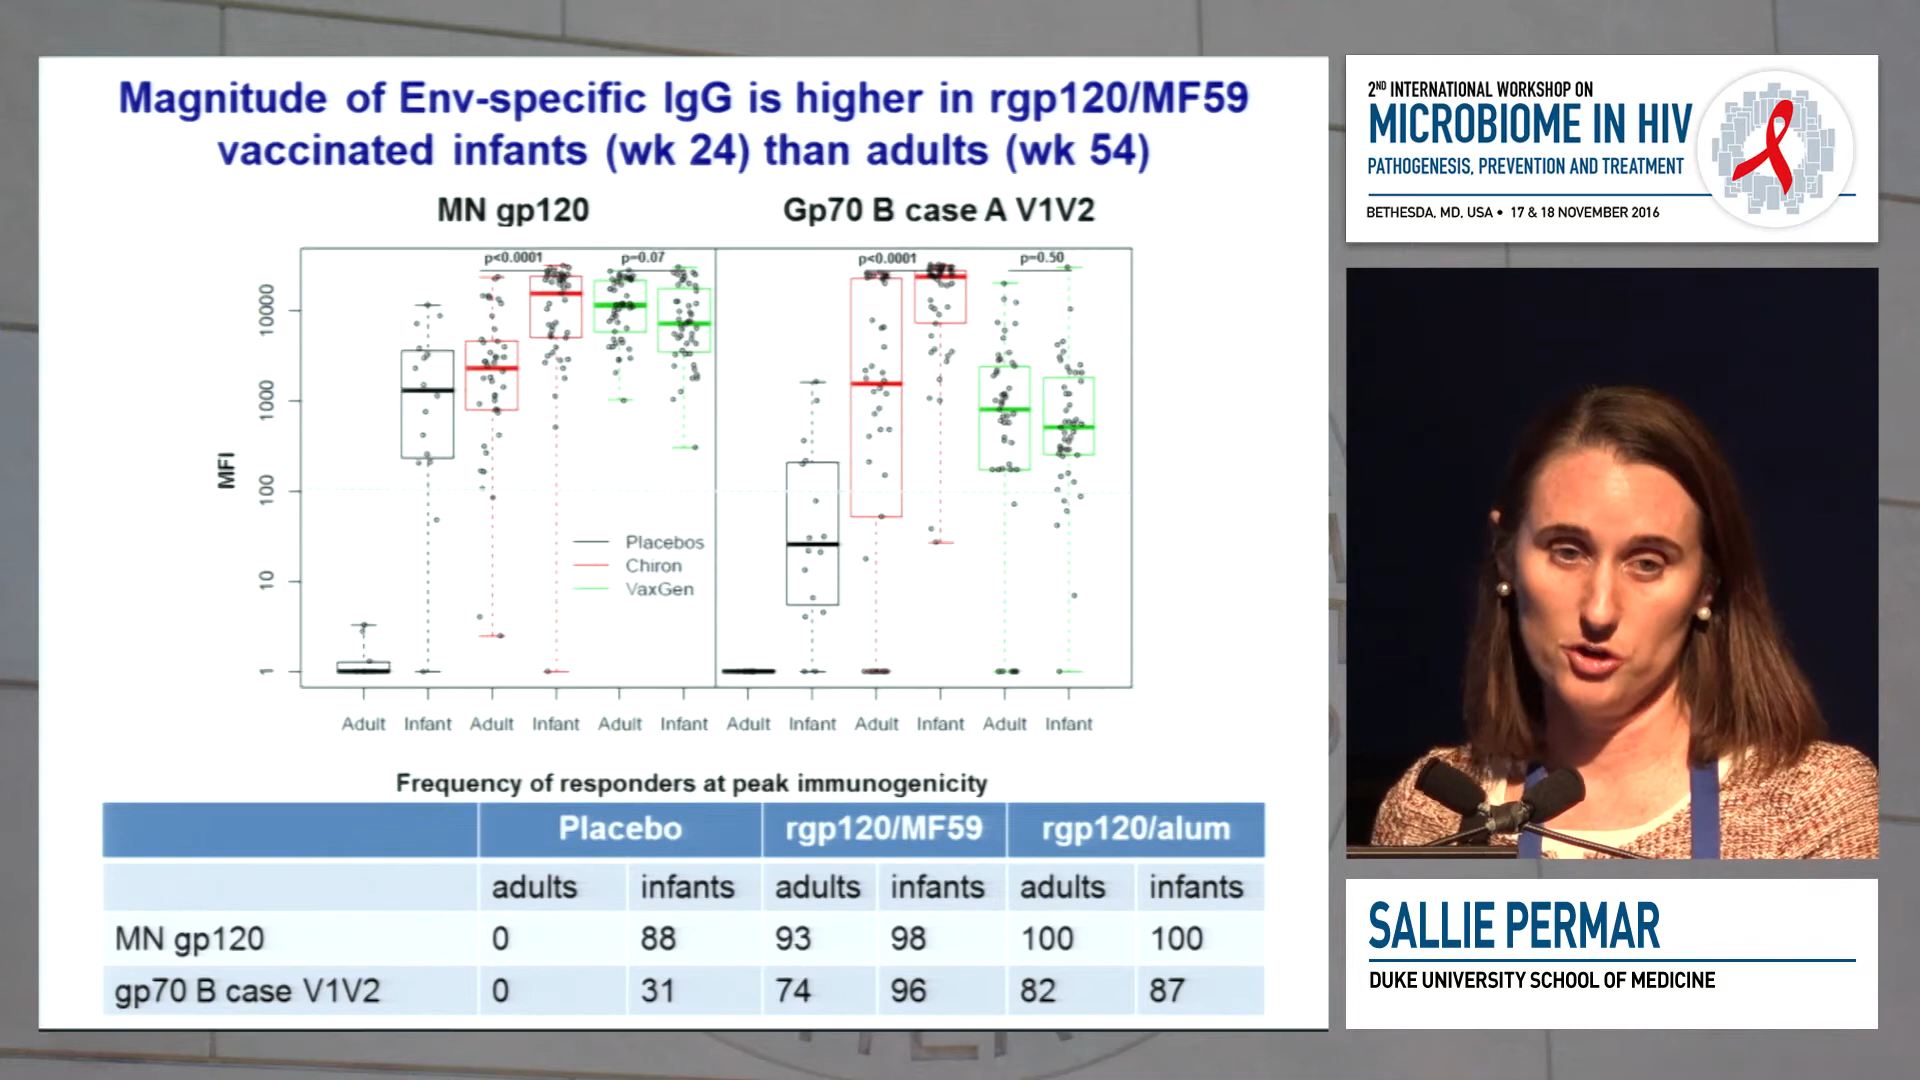 Magnitude of Env-specific IgG is higher in rgp120/MF59
vaccinated infants (wk 24) than adults (wk 54)
MN gp120
Gp70 B case A V1V2
p<0.0001
p=0.07
p<0.0001
p=0.50
MFI
10000
1000
100
10
1
Placebos
Chiron
VaxGen
Adult Infant Adult Infant Adult Infant Adult Infant Adult Infant Adult Infant
Frequency of responders at peak immunogenicity
Placebo rgp120/MF59 rgp120/alum
adults infants adults infants adults infants
MN gp120 0 88 93 98 100 100
gp70 B case V1V2 0 31 74 96 82 87
2ND INTERNATIONAL WORKSHOP ON
MICROBIOME IN HIV
PATHOGENESIS, PREVENTION AND TREATMENT
BETHESDA, MD, USA • 17 & 18 NOVEMBER 2016
SALLIE PERMAR
DUKE UNIVERSITY SCHOOL OF MEDICINE